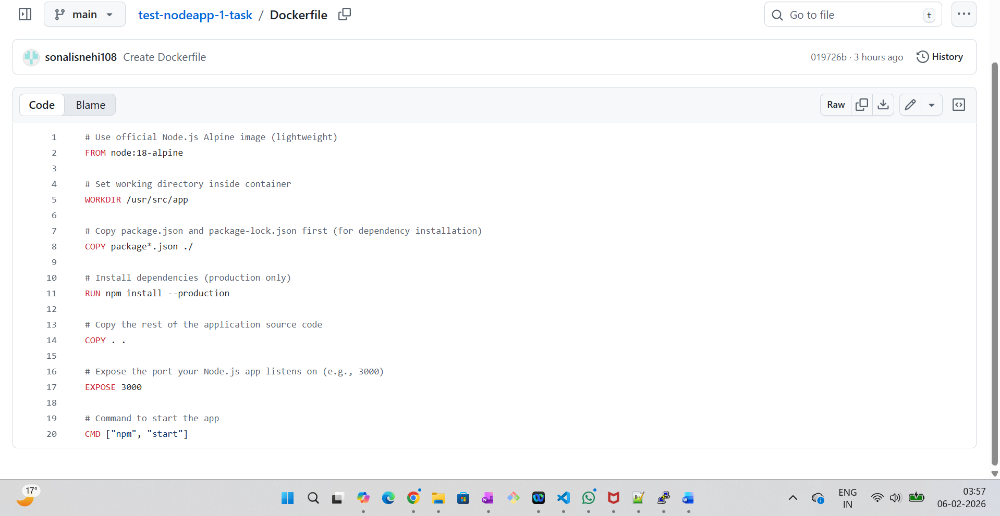 main
test-nodeapp-1-task / Dockerfile
Go to file
t
sonalisnehi108 Create Dockerfile
019726b · 3 hours ago
History
Code
Blame
Raw
1 # Use official Node.js Alpine image (lightweight)
2 FROM node:18-alpine
3
4 # Set working directory inside container
5 WORKDIR /usr/src/app
6
7 # Copy package.json and package-lock.json first (for dependency installation)
8 COPY package*.json ./
9
10 # Install dependencies (production only)
11 RUN npm install --production
12
13 # Copy the rest of the application source code
14 COPY . .
15
16 # Expose the port your Node.js app listens on (e.g., 3000)
17 EXPOSE 3000
18
19 # Command to start the app
20 CMD ["npm", "start"]
17°
ENG
IN
03:57
06-02-2026